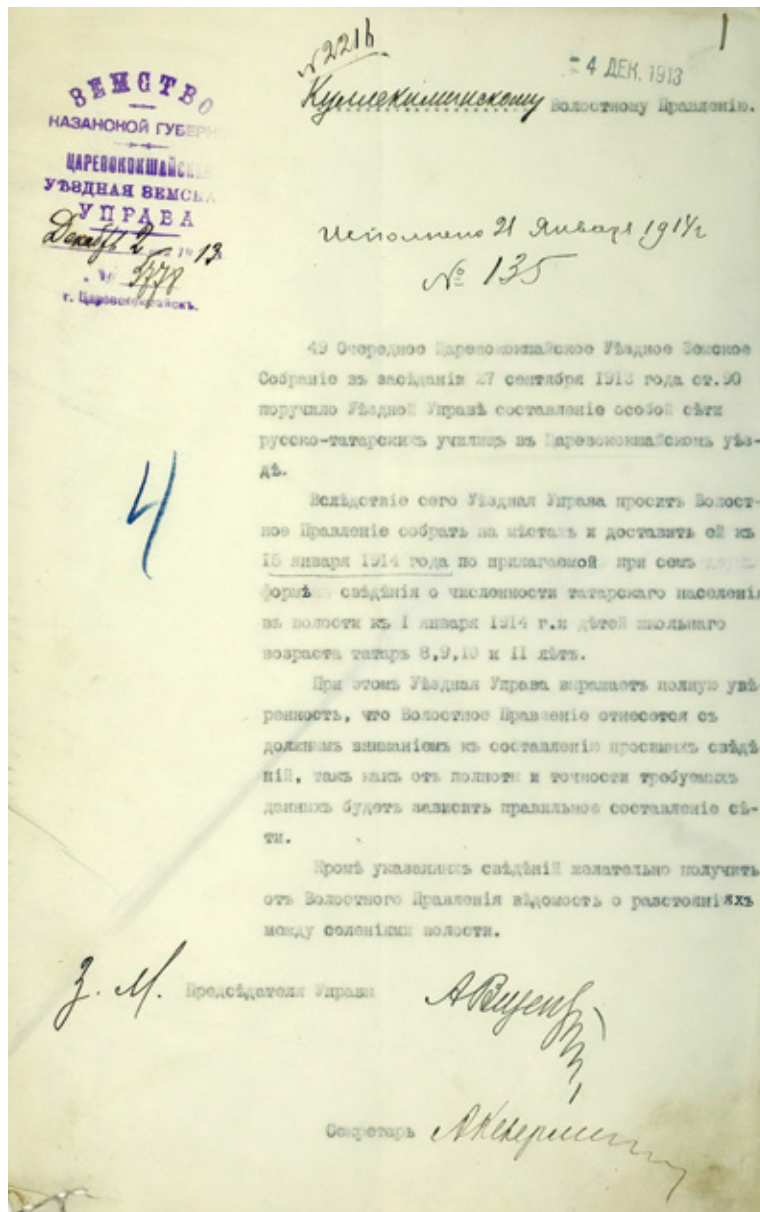 1
№ 2216
- 4 ДЕК. 1913
Кулле-Киминскому Волостному Правленію.
ЗЕМСТВО
КАЗАНСКОЙ ГУБЕРН
ЦАРЕВОКОКШАЙСКАЯ
УѢЗДНАЯ ЗЕМСКА
УПРАВА
Декабрь 2 1913
№ 5778
г. Царевококшайскъ.
Исполнено 21 Января 1914 г
№ 135
49 Очередное Царевококшайское Уѣздное Земское
Собраніе въ засѣданіи 27 сентября 1913 года ст.90
поручило Уѣздной Управѣ составленіе особой сѣти
русско-татарскихъ училищъ въ Царевококшайскомъ уѣз-
дѣ.
4
Вслѣдствіе сего Уѣздная Управа проситъ Волост-
ное Правленіе собрать на мѣстахъ и доставить ей къ
15 января 1914 года по прилагаемой при семъ
формѣ свѣдѣнія о численности татарскаго населенія
въ волости къ I января 1914 г.и дѣтей школьнаго
возраста татаръ 8,9,10 и II лѣтъ.
При этомъ Уѣздная Управа выражаетъ полную увѣ-
ренность, что Волостное Правленіе отнесется съ
должнымъ вниманіемъ къ составленію просимыхъ свѣдѣ
ній, такъ какъ отъ полноты и точности требуемыхъ
данныхъ будетъ зависить правильное составленіе сѣ-
ти.
Кромѣ указанныхъ свѣдѣній желательно получить
отъ Волостного Правленія вѣдомость о разстояніяхъ
между селеніями волости.
З. М. Предсѣдателя Управы
Секретарь